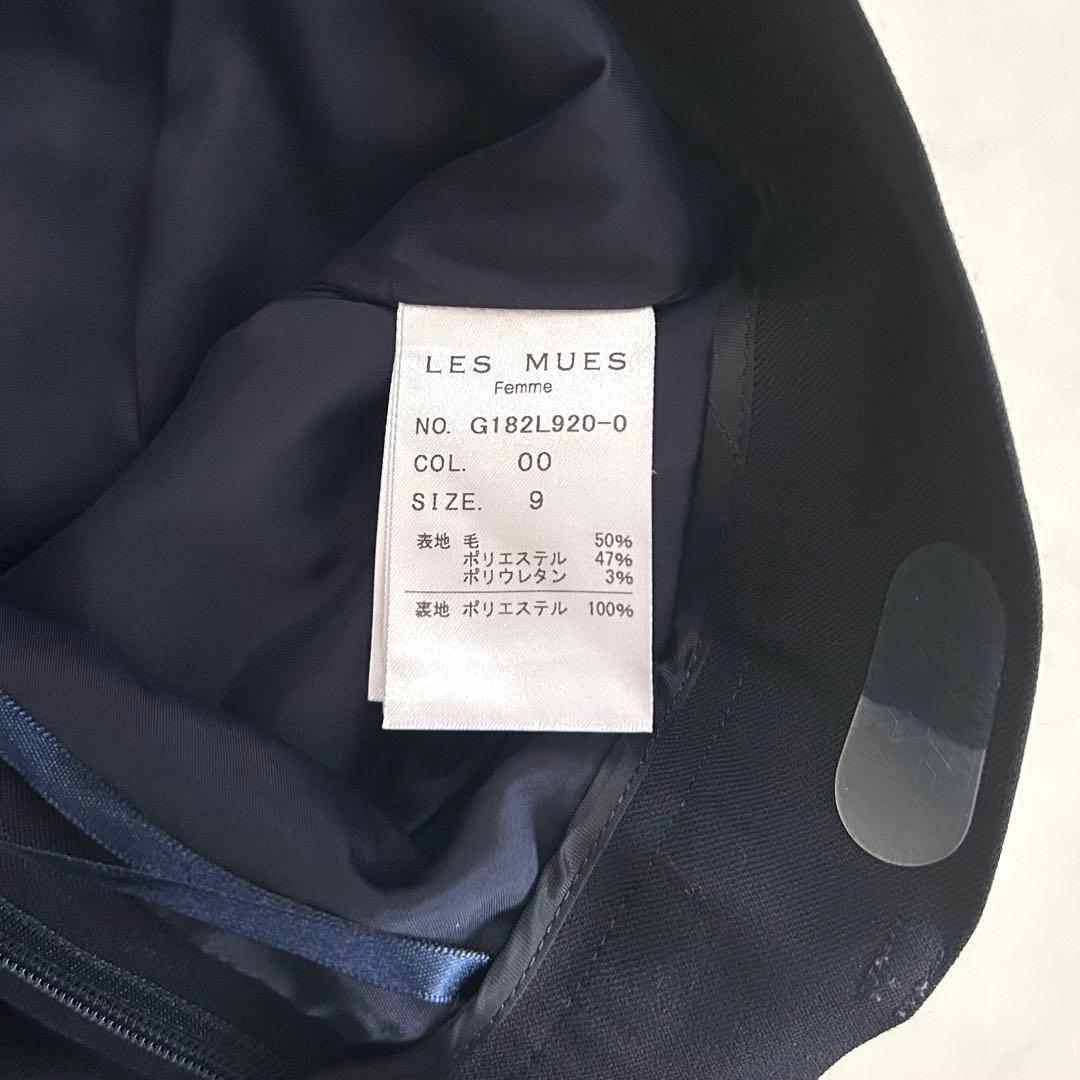 LES MUES
Femme
NO. G182L920-0
COL. 00
SIZE. 9
表地 毛 50%
ポリエステル 47%
ポリウレタン 3%
裏地 ポリエステル 100%